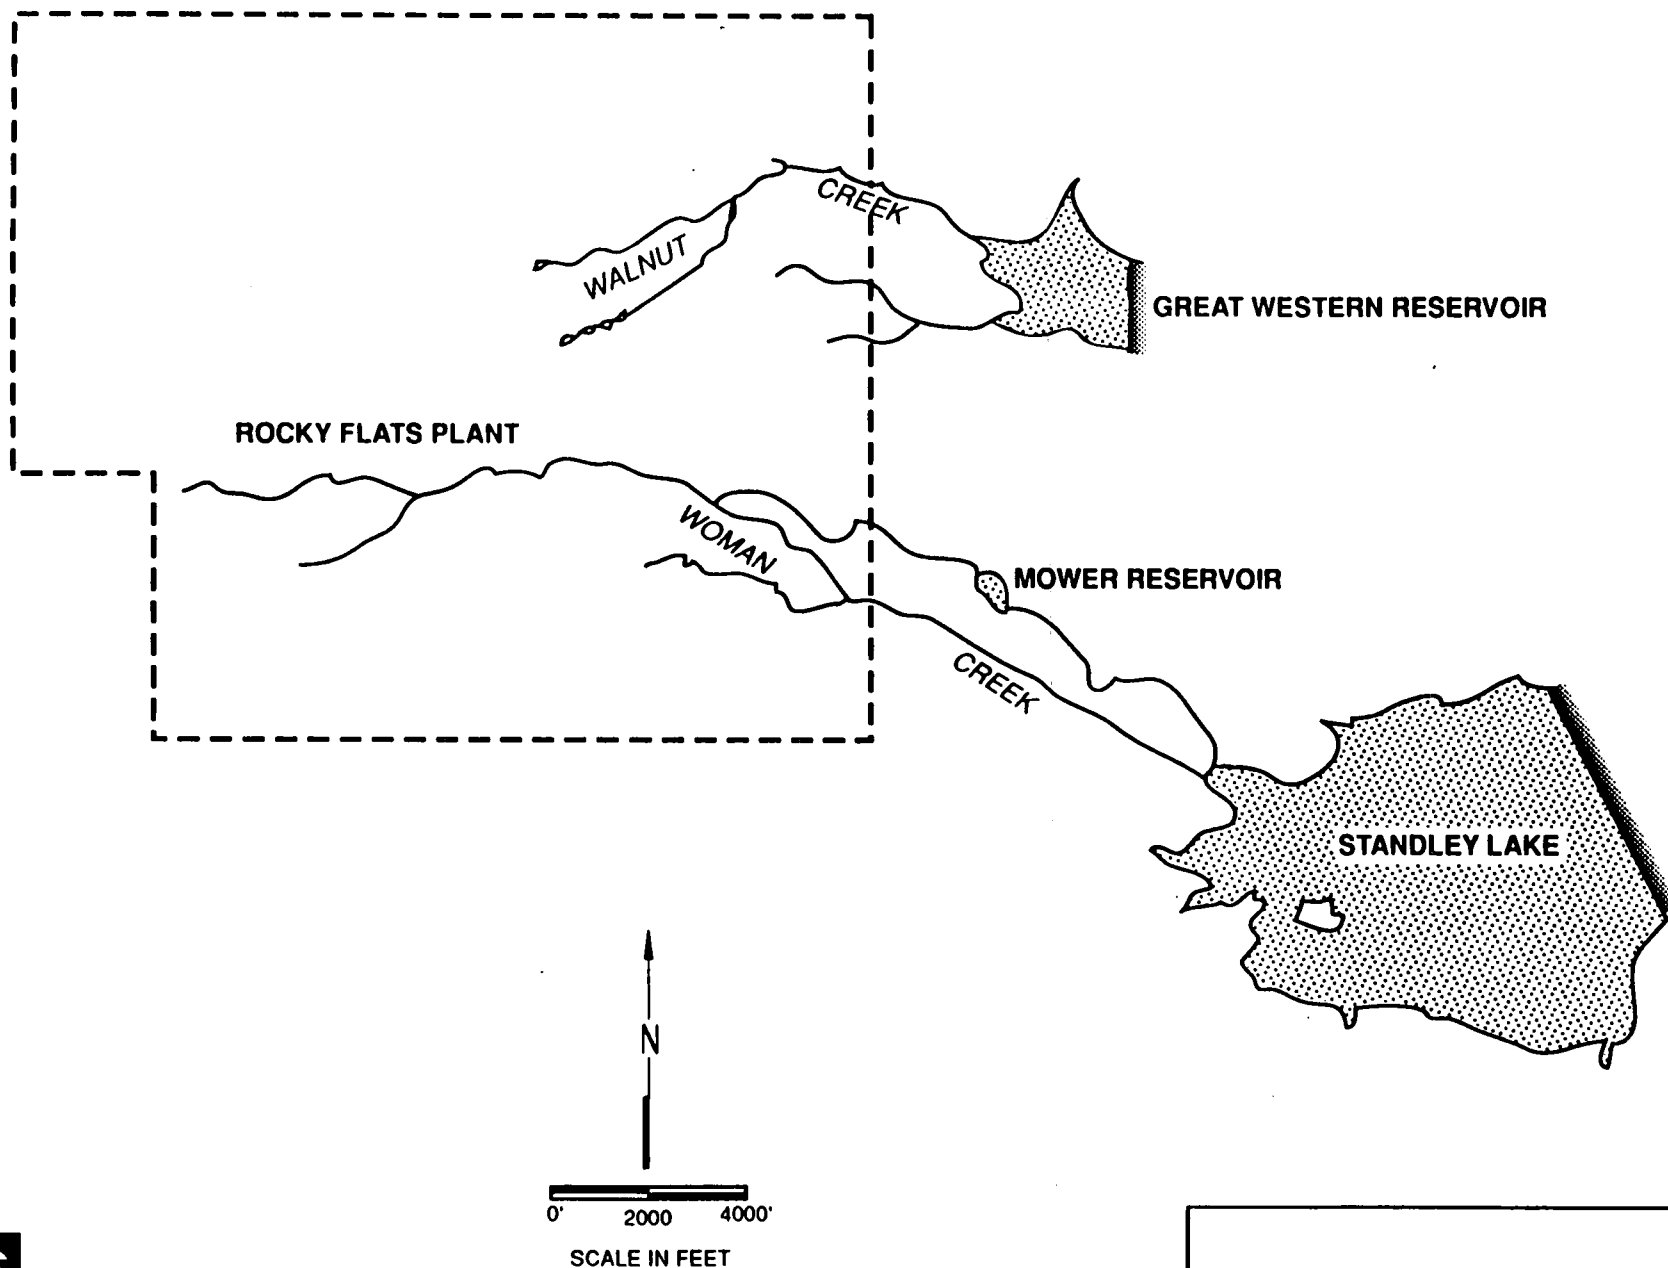 CREEK
WALNUT
GREAT WESTERN RESERVOIR
ROCKY FLATS PLANT
WOMAN
MOWER RESERVOIR
CREEK
STANDLEY LAKE
N
0' 2000 4000'
SCALE IN FEET